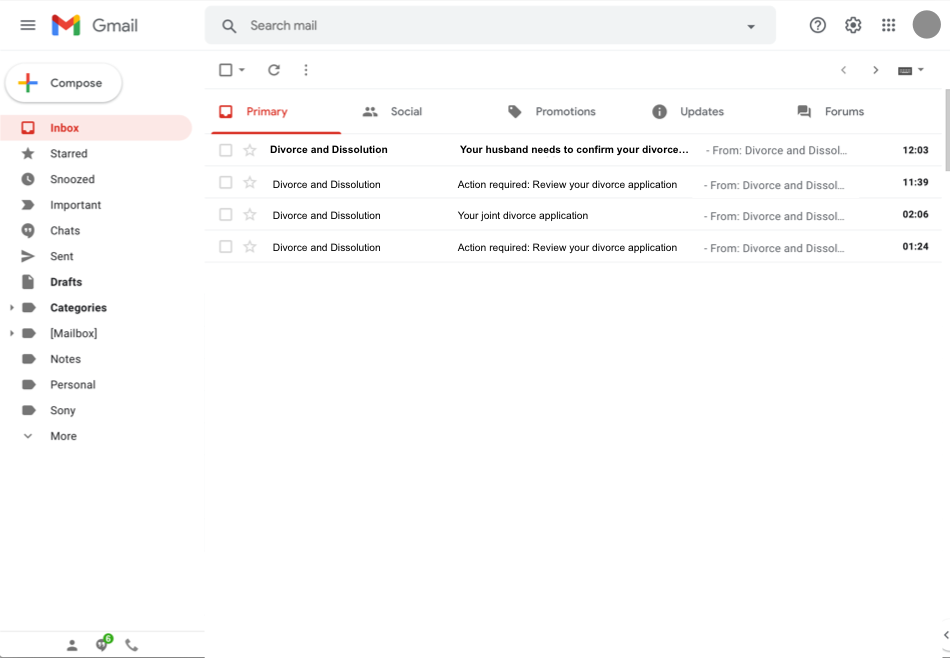 Gmail
Search mail
Compose
Inbox
Starred
Snoozed
Important
Chats
Sent
Drafts
Categories
[Mailbox]
Notes
Personal
Sony
More
6
Primary Social Promotions Updates Forums
Divorce and Dissolution Your husband needs to confirm your divorce… - From: Divorce and Dissol... 12:03
Divorce and Dissolution Action required: Review your divorce application - From: Divorce and Dissol... 11:39
Divorce and Dissolution Your joint divorce application - From: Divorce and Dissol... 02:06
Divorce and Dissolution Action required: Review your divorce application - From: Divorce and Dissol... 01:24